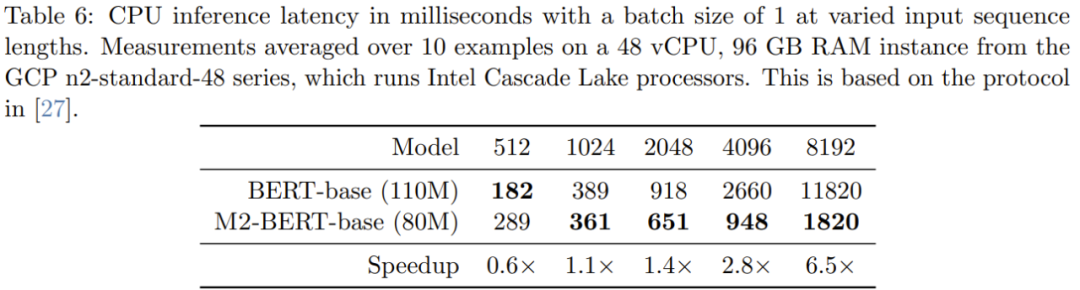 Table 6: CPU inference latency in milliseconds with a batch size of 1 at varied input sequence
lengths. Measurements averaged over 10 examples on a 48 vCPU, 96 GB RAM instance from the
GCP n2-standard-48 series, which runs Intel Cascade Lake processors. This is based on the protocol
in [27].
Model 512 1024 2048 4096 8192
BERT-base (110M) 182 389 918 2660 11820
M2-BERT-base (80M) 289 361 651 948 1820
Speedup 0.6× 1.1× 1.4× 2.8× 6.5×